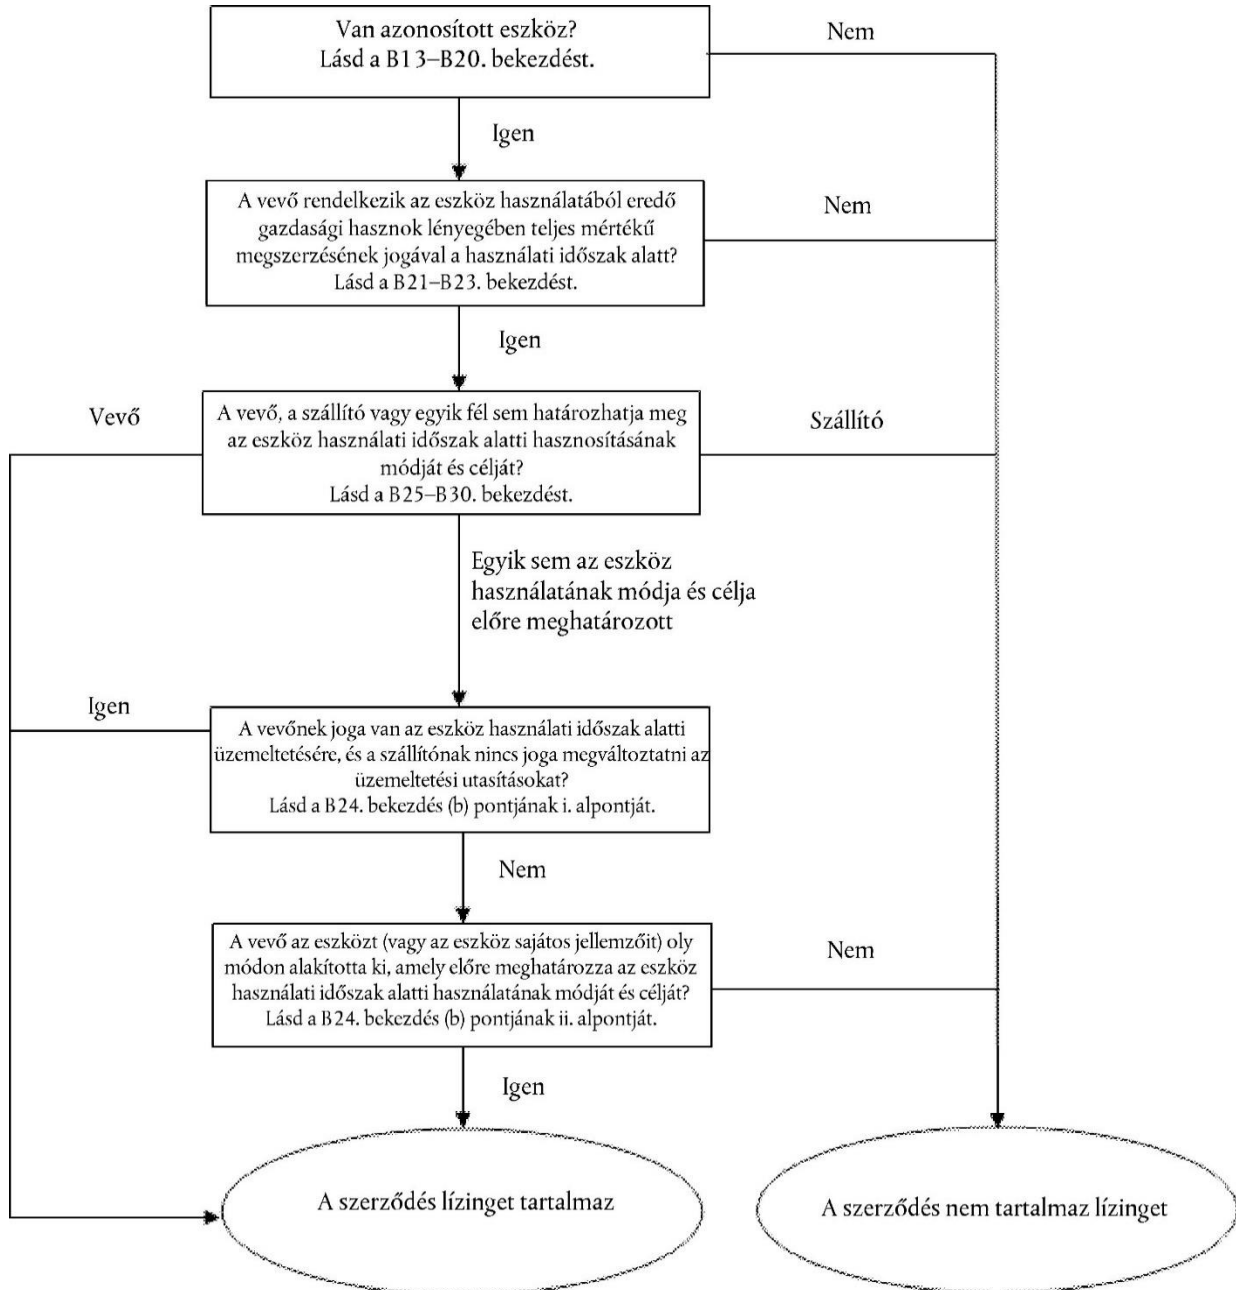 Van azonosított eszköz?
Lásd a B13–B20. bekezdést.
Nem
Igen
A vevő rendelkezik az eszköz használatából eredő
gazdasági hasznok lényegében teljes mértékű
megszerzésének jogával a használati időszak alatt?
Lásd a B21–B23. bekezdést.
Nem
Igen
Vevő
A vevő, a szállító vagy egyik fél sem határozhatja meg
az eszköz használati időszak alatti hasznosításának
módját és célját?
Lásd a B25–B30. bekezdést.
Szállító
Egyik sem az eszköz
használatának módja és célja
előre meghatározott
Igen
A vevőnek joga van az eszköz használati időszak alatti
üzemeltetésére, és a szállítónak nincs joga megváltoztatni az
üzemeltetési utasításokat?
Lásd a B24. bekezdés (b) pontjának i. alpontját.
Nem
A vevő az eszközt (vagy az eszköz sajátos jellemzőit) oly
módon alakította ki, amely előre meghatározza az eszköz
használati időszak alatti használatának módját és célját?
Lásd a B24. bekezdés (b) pontjának ii. alpontját.
Nem
Igen
A szerződés lízinget tartalmaz
A szerződés nem tartalmaz lízinget